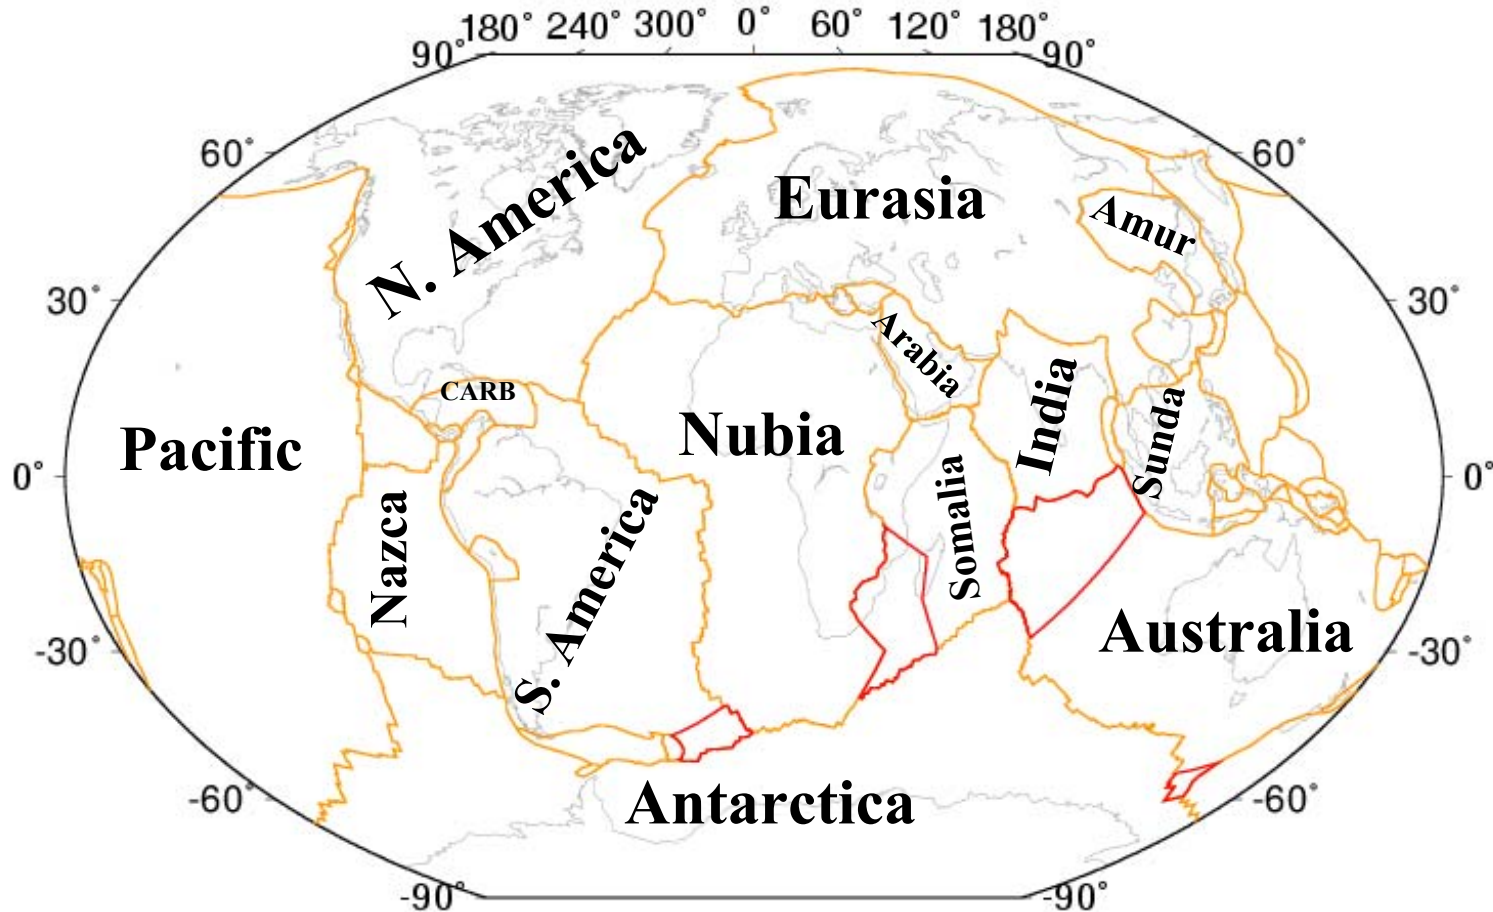 180° 240° 300° 0° 60° 120° 180°
90° 90°
60° 60°
N. America
Eurasia
Amur
30° 30°
Arabia
CARB
India
Sunda
Pacific
Nubia
0° 0°
Nazca
S. America
Somalia
Australia
-30° -30°
Antarctica
-60° -60°
-90° -90°